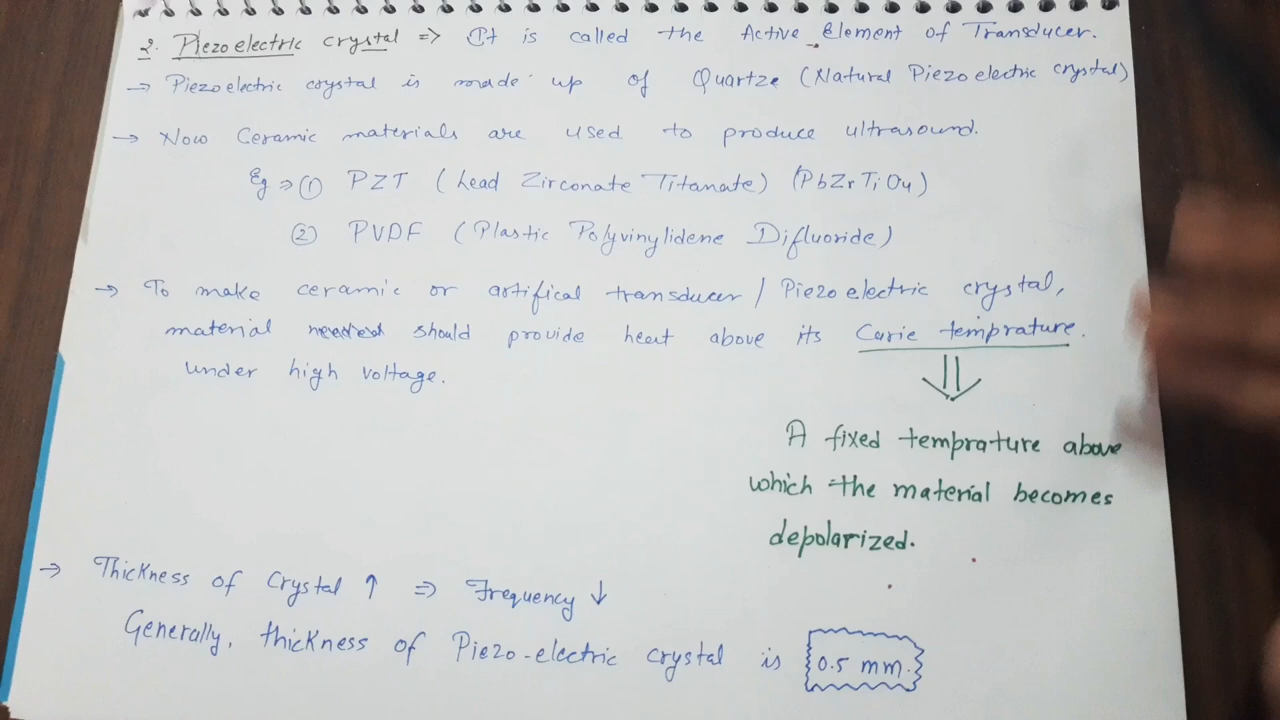 2. Piezoelectric crystal => It is called the Active Element of Transducer.
→ Piezoelectric crystal is made up of Quartze (Natural Piezoelectric crystal)
→ Now Ceramic materials are used to produce ultrasound.
Eg => ① PZT (Lead Zirconate Titanate) (PbZrTiO4)
② PVDF (Plastic Polyvinylidene Difluoride)
→ To make ceramic or artifical transducer / Piezoelectric crystal,
material should provide heat above its Curie temprature.
under high voltage.
⇓
A fixed temprature above
which the material becomes
depolarized.
→ Thickness of Crystal ↑ => Frequency ↓
Generally, thickness of Piezo-electric crystal is 0.5 mm.